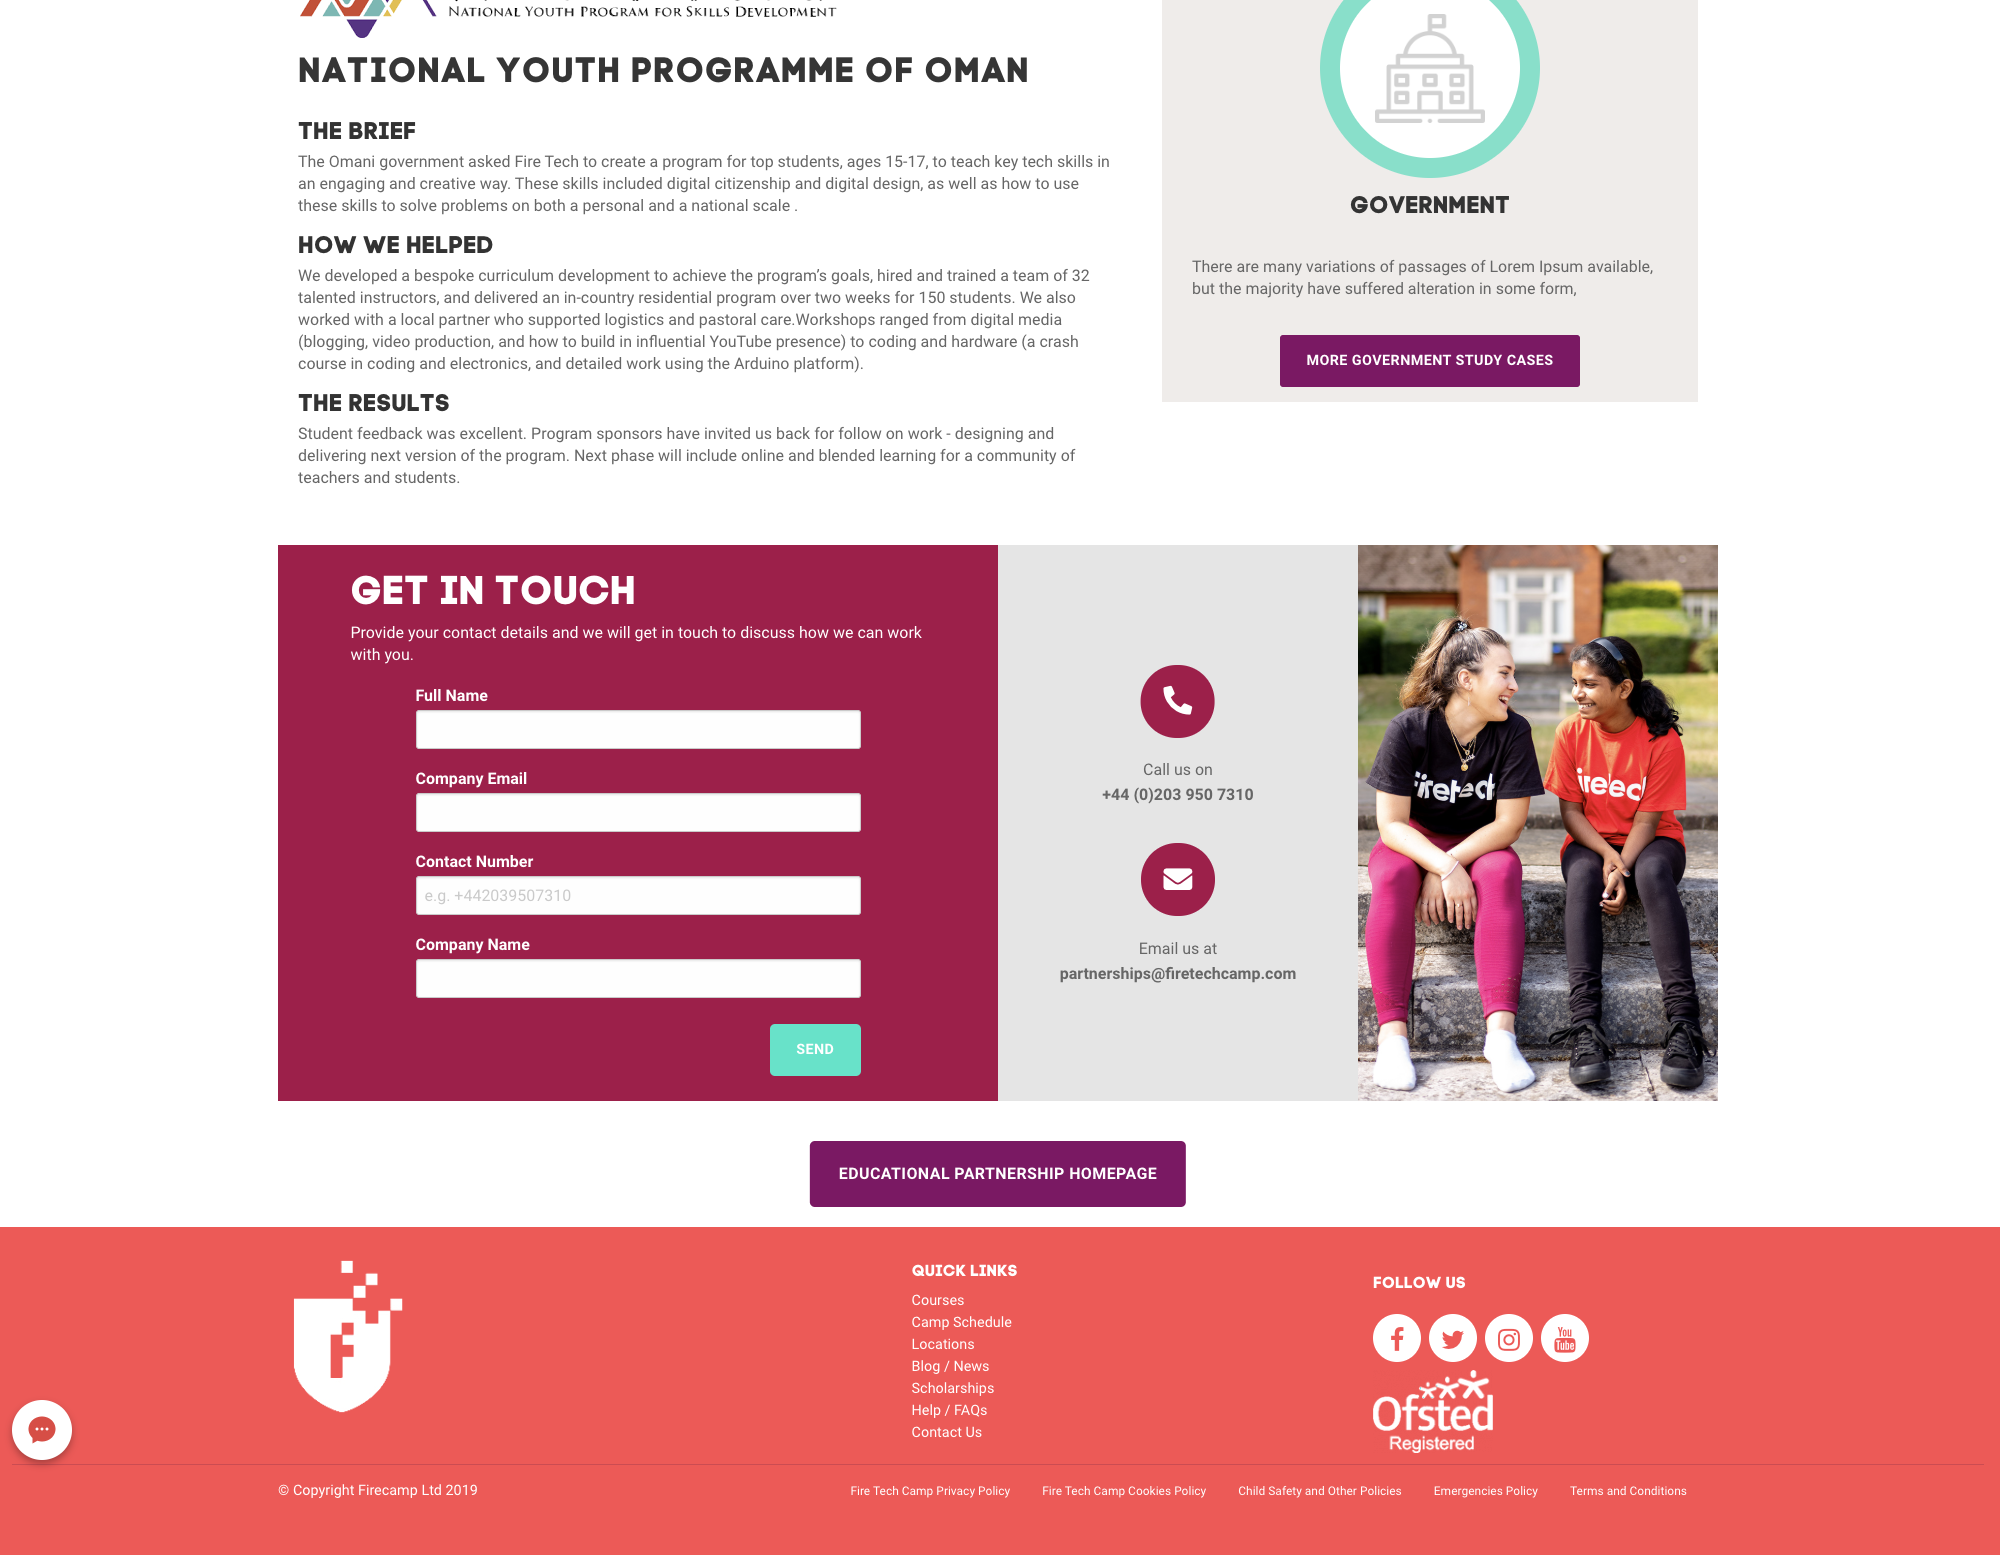 National Youth Program for Skills Development
NATIONAL YOUTH PROGRAMME OF OMAN
THE BRIEF
The Omani government asked Fire Tech to create a program for top students, ages 15-17, to teach key tech skills in
an engaging and creative way. These skills included digital citizenship and digital design, as well as how to use
these skills to solve problems on both a personal and a national scale .
HOW WE HELPED
We developed a bespoke curriculum development to achieve the program’s goals, hired and trained a team of 32
talented instructors, and delivered an in-country residential program over two weeks for 150 students. We also
worked with a local partner who supported logistics and pastoral care.Workshops ranged from digital media
(blogging, video production, and how to build in influential YouTube presence) to coding and hardware (a crash
course in coding and electronics, and detailed work using the Arduino platform).
THE RESULTS
Student feedback was excellent. Program sponsors have invited us back for follow on work - designing and
delivering next version of the program. Next phase will include online and blended learning for a community of
teachers and students.
GOVERNMENT
There are many variations of passages of Lorem Ipsum available,
but the majority have suffered alteration in some form,
MORE GOVERNMENT STUDY CASES
GET IN TOUCH
Provide your contact details and we will get in touch to discuss how we can work
with you.
Full Name
Company Email
Contact Number
e.g. +442039507310
Company Name
SEND
Call us on
+44 (0)203 950 7310
Email us at
partnerships@firetechcamp.com
firetech
EDUCATIONAL PARTNERSHIP HOMEPAGE
F
QUICK LINKS
Courses
Camp Schedule
Locations
Blog / News
Scholarships
Help / FAQs
Contact Us
FOLLOW US
You
Tube
Ofsted
Registered
© Copyright Firecamp Ltd 2019
Fire Tech Camp Privacy Policy
Fire Tech Camp Cookies Policy
Child Safety and Other Policies
Emergencies Policy
Terms and Conditions